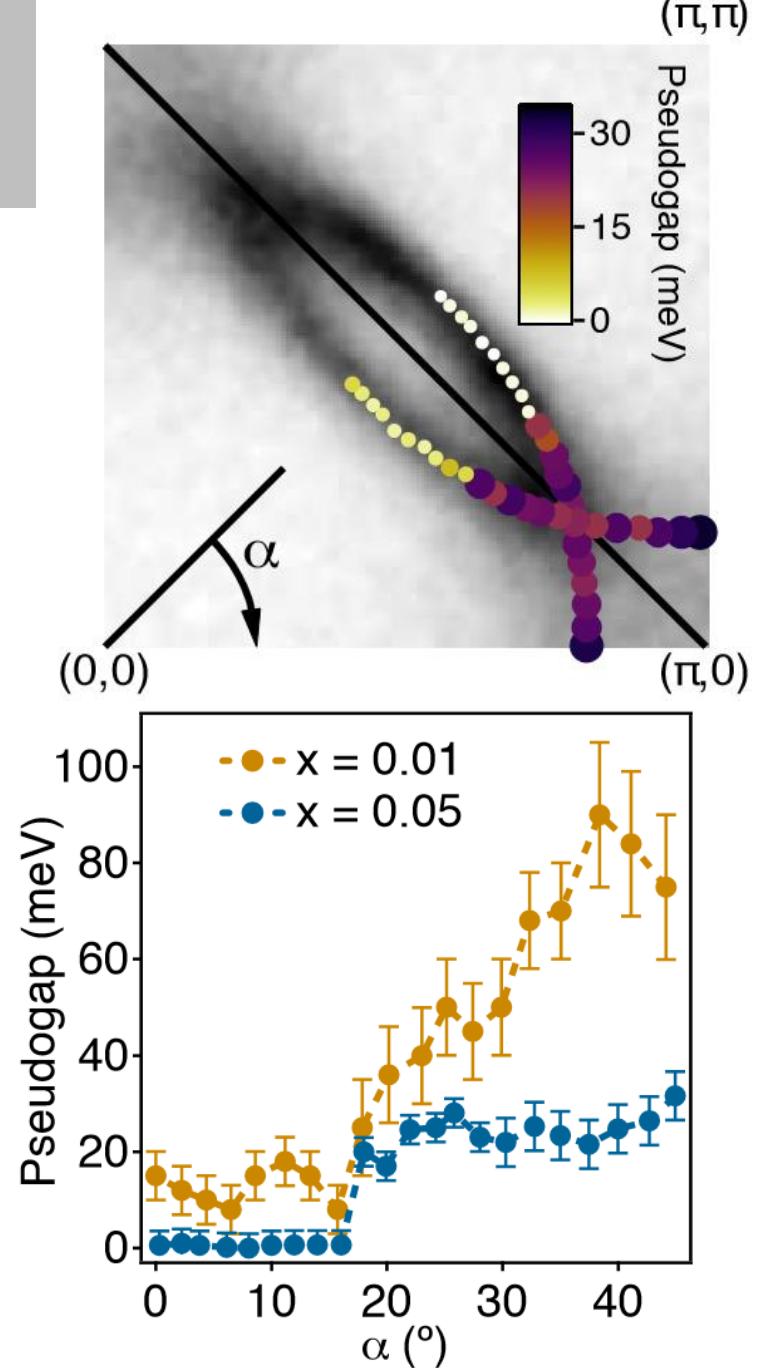 (π,π)
Pseudogap (meV)
30
15
0
α
(0,0)
(π,0)
x = 0.01
x = 0.05
Pseudogap (meV)
100
80
60
40
20
0
0 10 20 30 40
α (º)